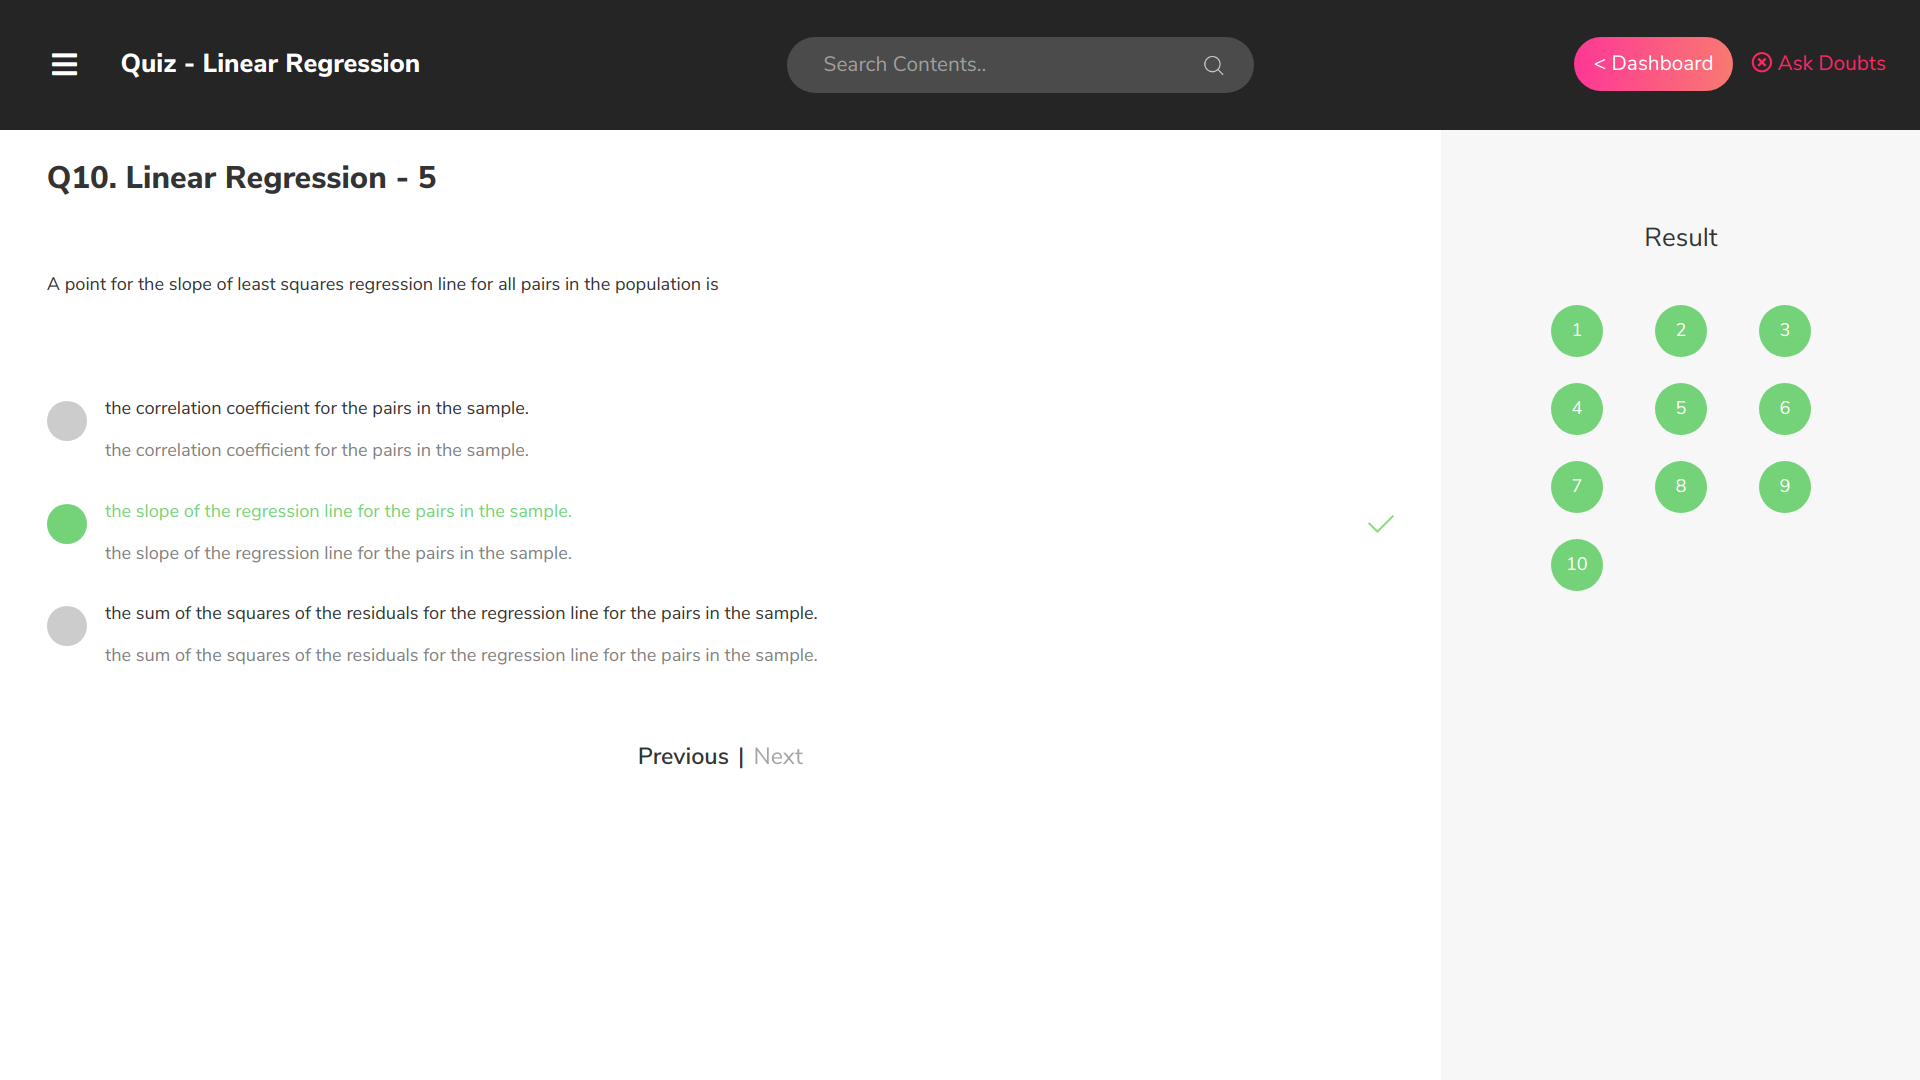 Quiz - Linear Regression
Search Contents..
< Dashboard
Ask Doubts
Q10. Linear Regression - 5
A point for the slope of least squares regression line for all pairs in the population is
the correlation coefficient for the pairs in the sample.
the correlation coefficient for the pairs in the sample.
the slope of the regression line for the pairs in the sample.
the slope of the regression line for the pairs in the sample.
the sum of the squares of the residuals for the regression line for the pairs in the sample.
the sum of the squares of the residuals for the regression line for the pairs in the sample.
Previous | Next
Result
1 2 3
4 5 6
7 8 9
10